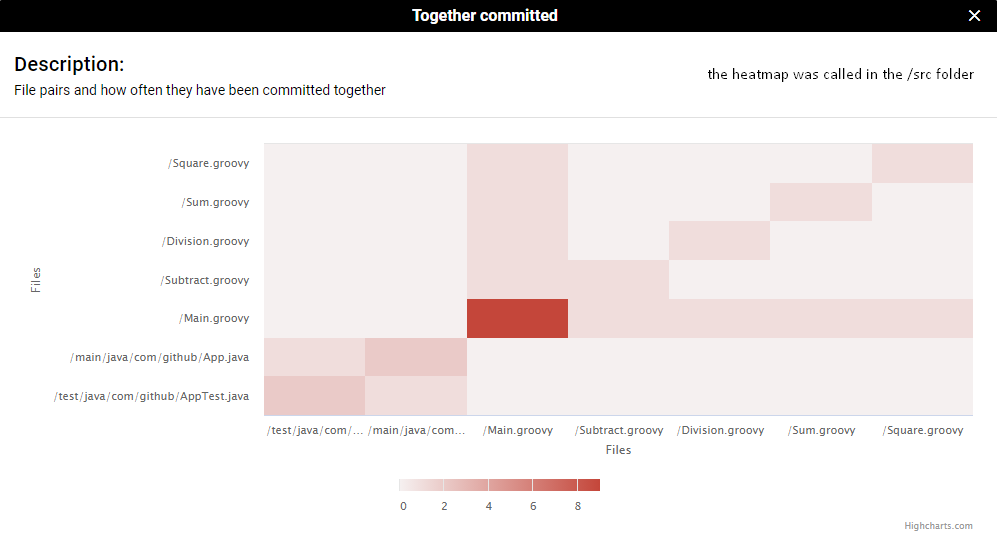 Together committed ✕
Description:
File pairs and how often they have been committed together
the heatmap was called in the /src folder
Files
/Square.groovy
/Sum.groovy
/Division.groovy
/Subtract.groovy
/Main.groovy
/main/java/com/github/App.java
/test/java/com/github/AppTest.java
/test/java/com/... /main/java/com... /Main.groovy /Subtract.groovy /Division.groovy /Sum.groovy /Square.groovy
Files
0 2 4 6 8
Highcharts.com